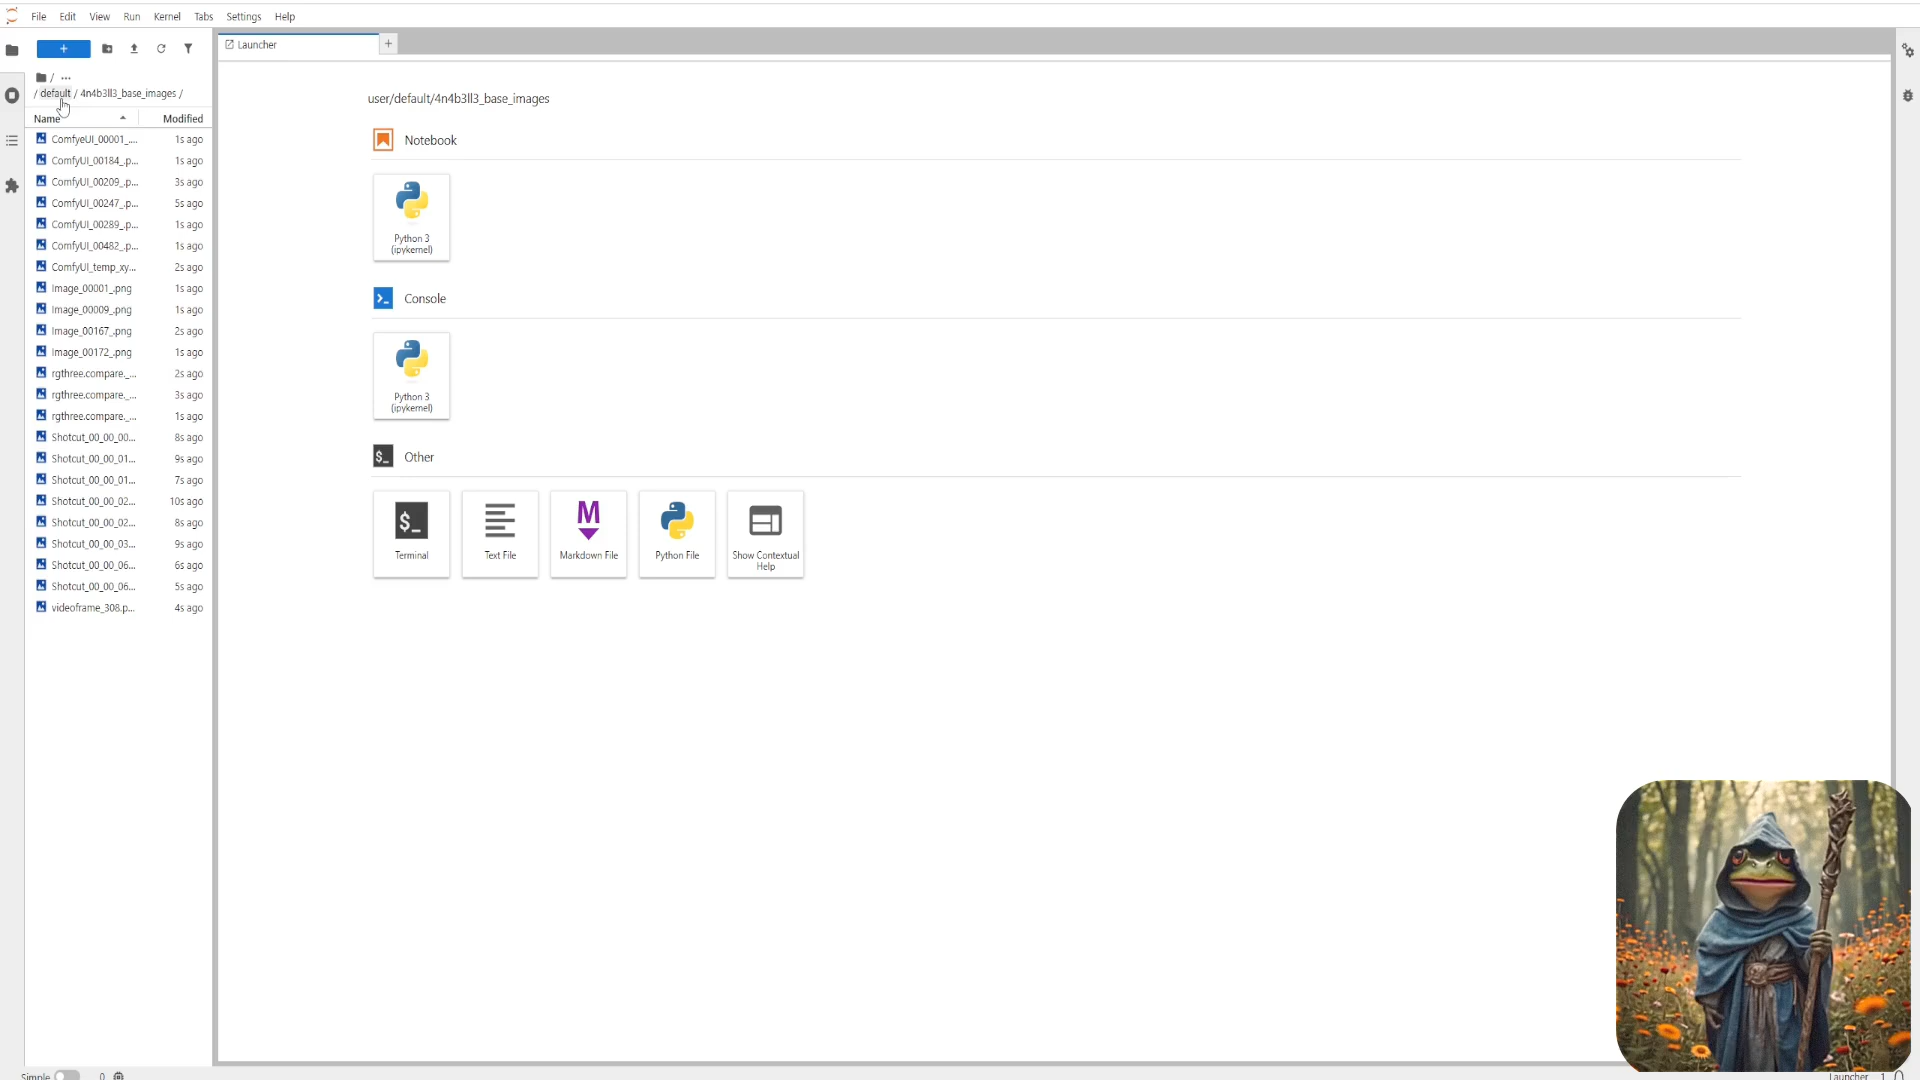 File Edit View Run Kernel Tabs Settings Help
Launcher
/ ...
/ default / 4n4b3ll3_base_images /
Name Modified
ComfyeUI_00001_.... 1s ago
ComfyUI_00184_.p... 1s ago
ComfyUI_00209_.p... 3s ago
ComfyUI_00247_.p... 5s ago
ComfyUI_00289_.p... 1s ago
ComfyUI_00482_.p... 1s ago
ComfyUI_temp_xy... 2s ago
Image_00001_.png 1s ago
Image_00009_.png 1s ago
Image_00167_.png 2s ago
Image_00172_.png 1s ago
rgthree.compare._... 2s ago
rgthree.compare._... 3s ago
rgthree.compare._... 1s ago
Shotcut_00_00_00... 8s ago
Shotcut_00_00_01... 9s ago
Shotcut_00_00_01... 7s ago
Shotcut_00_00_02... 10s ago
Shotcut_00_00_02... 8s ago
Shotcut_00_00_03... 9s ago
Shotcut_00_00_06... 6s ago
Shotcut_00_00_06... 5s ago
videoframe_308.p... 4s ago
user/default/4n4b3ll3_base_images
Notebook
Python 3
(ipykernel)
Console
Python 3
(ipykernel)
$_ Other
$_
Terminal
Text File
M
Markdown File
Python File
Show Contextual
Help
Simple 0
Launcher 1